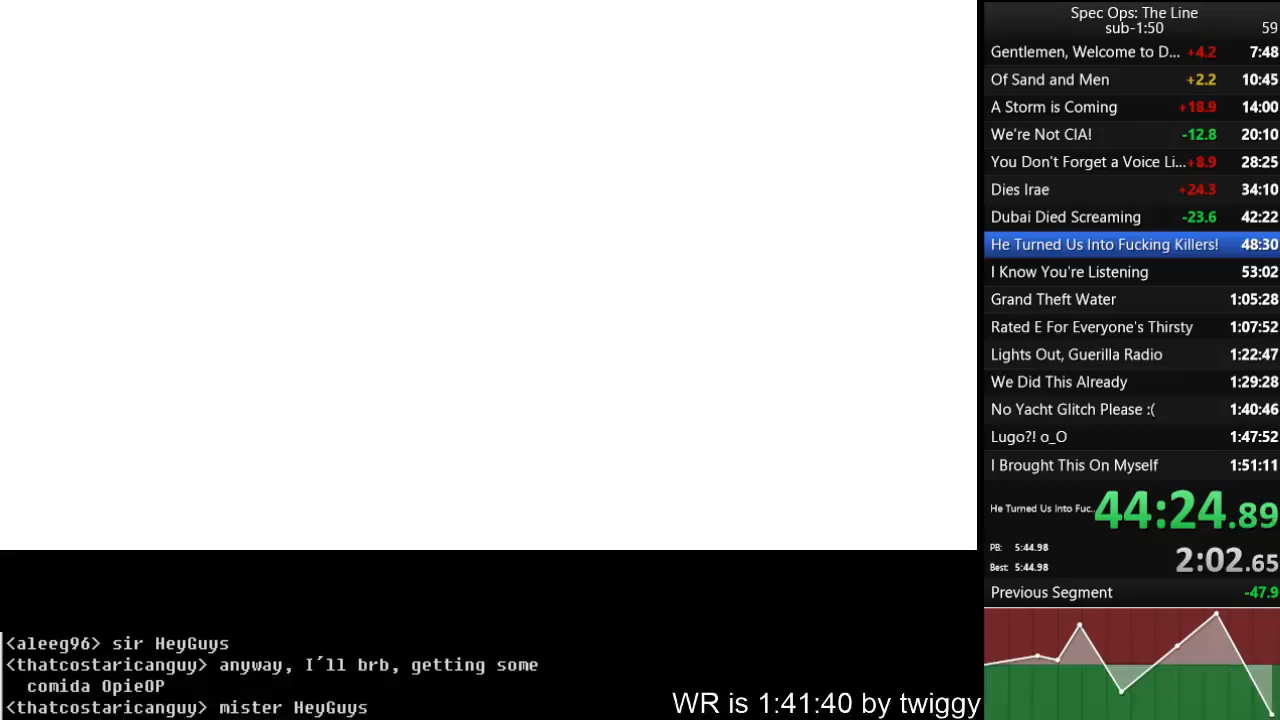 Spec Ops: The Line
sub-1:50 59
Gentlemen, Welcome to D... +4.2 7:48
Of Sand and Men +2.2 10:45
A Storm is Coming +18.9 14:00
We're Not CIA! -12.8 20:10
You Don't Forget a Voice Li... +8.9 28:25
Dies Irae +24.3 34:10
Dubai Died Screaming -23.6 42:22
He Turned Us Into Fucking Killers! 48:30
I Know You're Listening 53:02
Grand Theft Water 1:05:28
Rated E For Everyone's Thirsty 1:07:52
Lights Out, Guerilla Radio 1:22:47
We Did This Already 1:29:28
No Yacht Glitch Please :( 1:40:46
Lugo?! o_O 1:47:52
I Brought This On Myself 1:51:11
He Turned Us Into Fuc... 44:24.89
PB: 5:44.98
Best: 5:44.98 2:02.65
Previous Segment -47.9
<aleeg96> sir HeyGuys
<thatcostaricanguy> anyway, I´ll brb, getting some
comida OpieOP
<thatcostaricanguy> mister HeyGuys
WR is 1:41:40 by twiggy